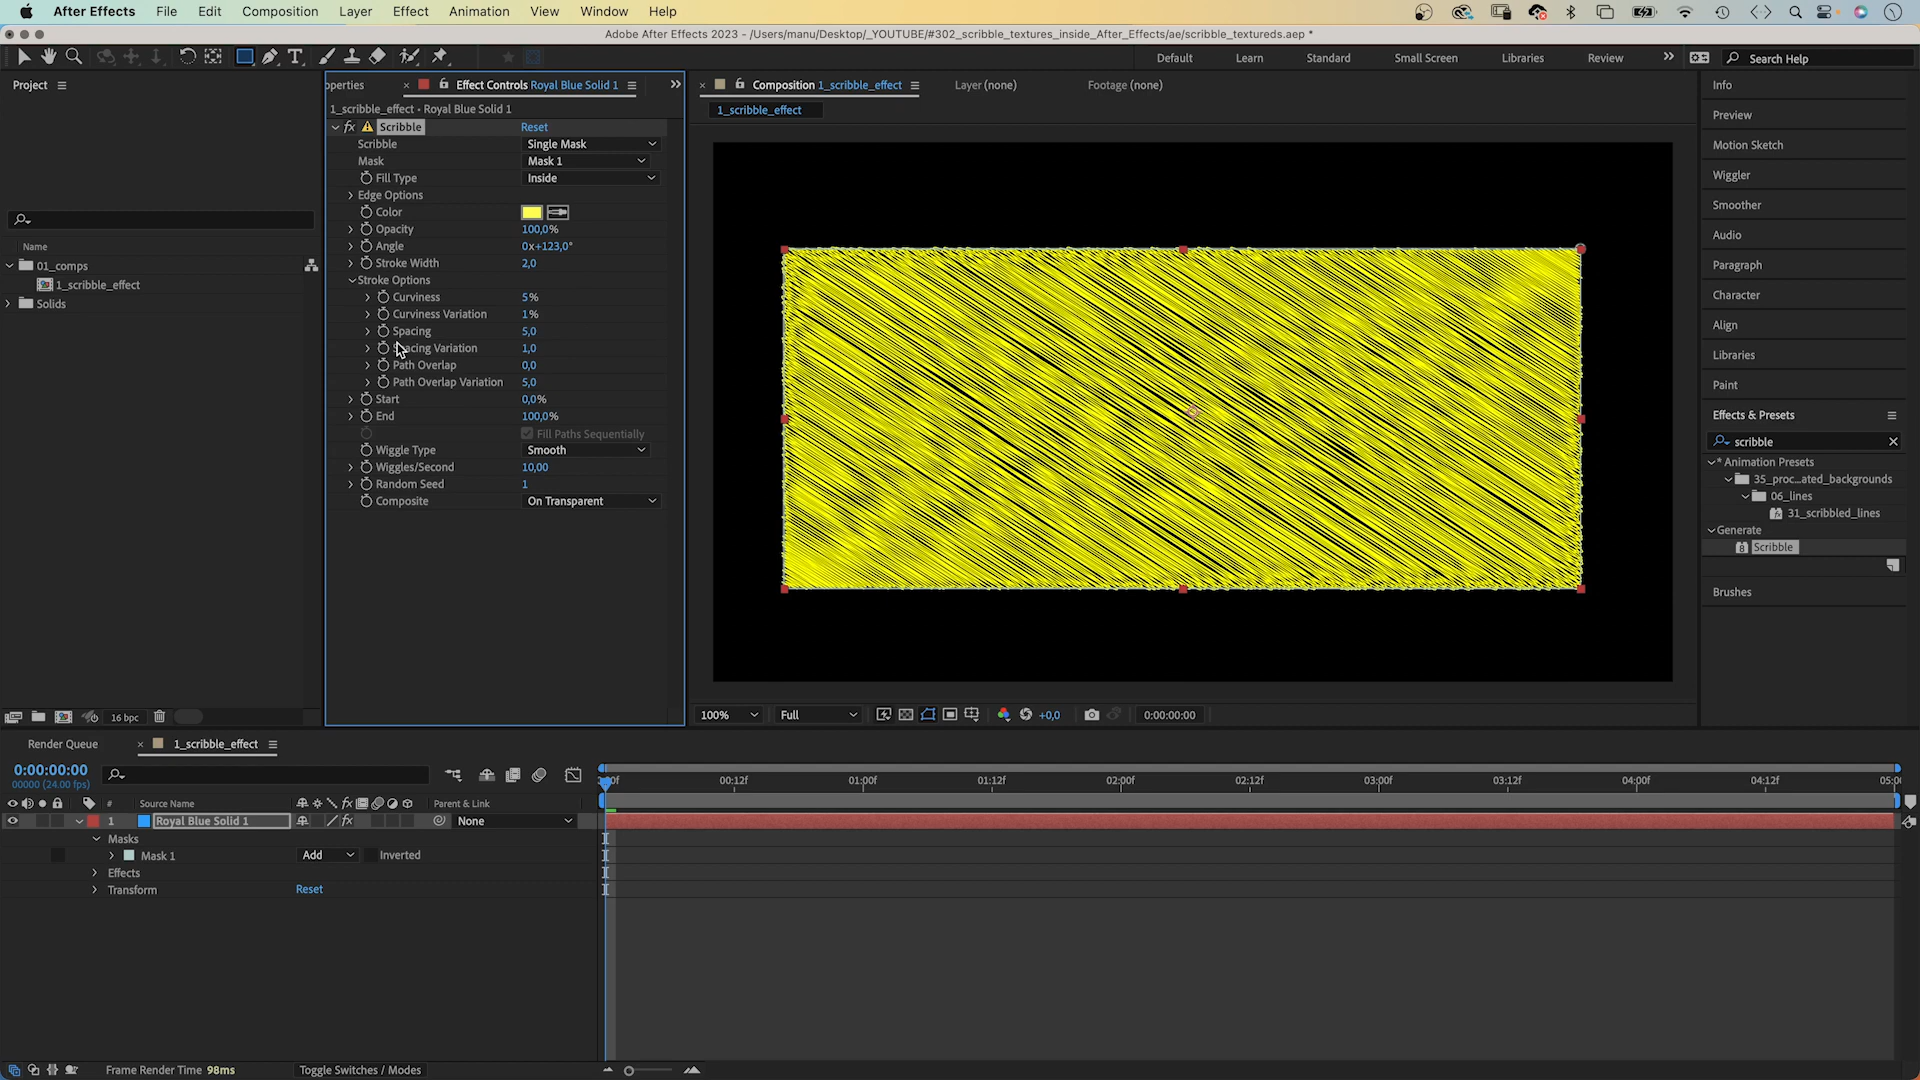 After Effects File Edit Composition Layer Effect Animation View Window Help
Adobe After Effects 2023 - /Users/manu/Desktop/_YOUTUBE/#302_scribble_textures_inside_After_Effects/ae/scribble_textureds.aep *
Default Learn Standard Small Screen Libraries Review Search Help
Project
Name
01_comps
1_scribble_effect
Solids
16 bpc
operties Effect Controls Royal Blue Solid 1
1_scribble_effect • Royal Blue Solid 1
fx Scribble Reset
Scribble Single Mask
Mask Mask 1
Fill Type Inside
Edge Options
Color
Opacity 100,0%
Angle 0x+123,0°
Stroke Width 2,0
Stroke Options
Curviness 5%
Curviness Variation 1%
Spacing 5,0
Spacing Variation 1,0
Path Overlap 0,0
Path Overlap Variation 5,0
Start 0,0%
End 100,0%
Fill Paths Sequentially
Wiggle Type Smooth
Wiggles/Second 10,00
Random Seed 1
Composite On Transparent
Composition 1_scribble_effect Layer (none) Footage (none)
1_scribble_effect
100% Full +0,0 0:00:00:00
Info
Preview
Motion Sketch
Wiggler
Smoother
Audio
Paragraph
Character
Align
Libraries
Paint
Effects & Presets
scribble
* Animation Presets
35_proc...ated_backgrounds
06_lines
31_scribbled_lines
Generate
Scribble
Brushes
Render Queue 1_scribble_effect
0:00:00:00
00000 (24.00 fps)
00:12f 01:00f 01:12f 02:00f 02:12f 03:00f 03:12f 04:00f 04:12f
# Source Name fx Parent & Link
1 Royal Blue Solid 1 fx None
Masks
Mask 1 Add Inverted
Effects
Transform Reset
Frame Render Time 98ms Toggle Switches / Modes